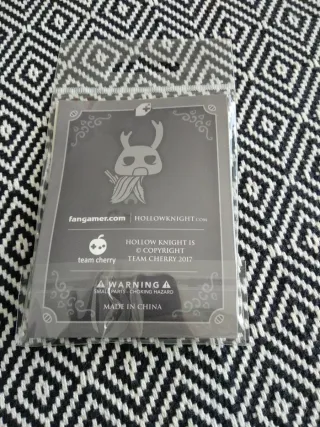 fangamer.com | HOLLOWKNIGHT.COM
team cherry
HOLLOW KNIGHT IS
© COPYRIGHT
TEAM CHERRY 2017
WARNING
SMALL PARTS - CHOKING HAZARD
MADE IN CHINA